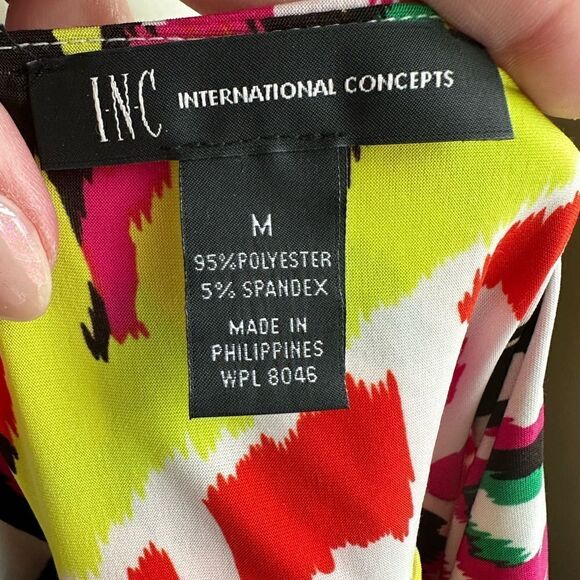 I·N·C INTERNATIONAL CONCEPTS
M
95% POLYESTER
5% SPANDEX
MADE IN
PHILIPPINES
WPL 8046